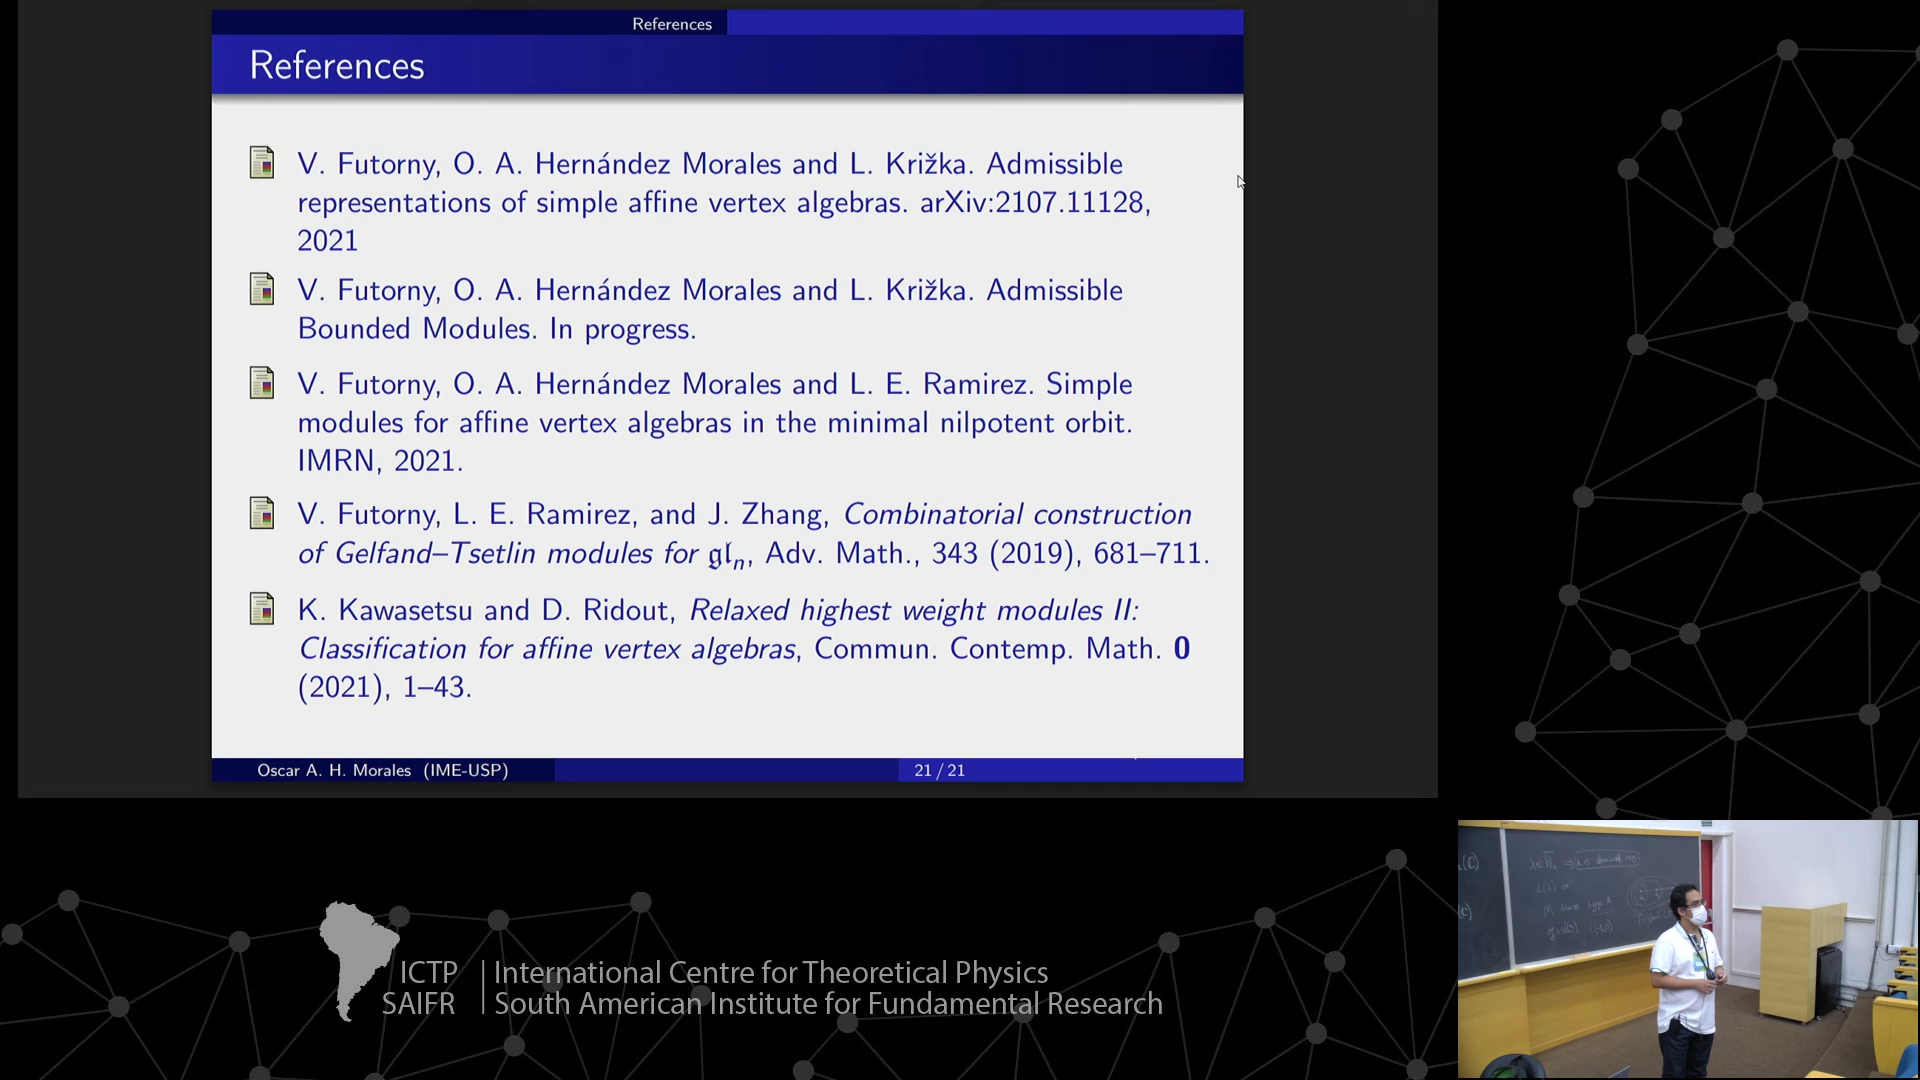 References
References
V. Futorny, O. A. Hernández Morales and L. Križka. Admissible
representations of simple affine vertex algebras. arXiv:2107.11128,
2021
V. Futorny, O. A. Hernández Morales and L. Križka. Admissible
Bounded Modules. In progress.
V. Futorny, O. A. Hernández Morales and L. E. Ramirez. Simple
modules for affine vertex algebras in the minimal nilpotent orbit.
IMRN, 2021.
V. Futorny, L. E. Ramirez, and J. Zhang, Combinatorial construction
of Gelfand–Tsetlin modules for 𝔤𝔩ₙ, Adv. Math., 343 (2019), 681–711.
K. Kawasetsu and D. Ridout, Relaxed highest weight modules II:
Classification for affine vertex algebras, Commun. Contemp. Math. 0
(2021), 1–43.
Oscar A. H. Morales (IME-USP)
21 / 21
ICTP | International Centre for Theoretical Physics
SAIFR | South American Institute for Fundamental Research